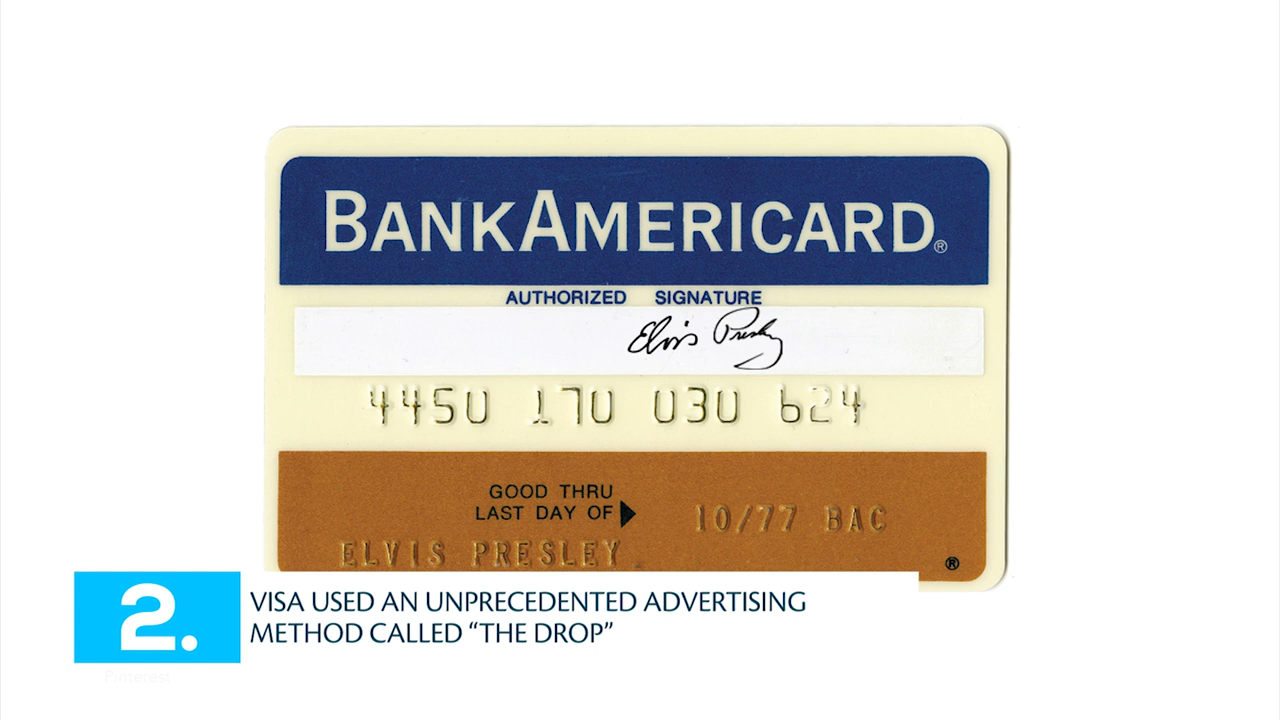 BANKAMERICARD®
AUTHORIZED SIGNATURE
Elvis Presley
4450 170 030 624
GOOD THRU
LAST DAY OF
10/77 BAC
ELVIS PRESLEY
®
2.
VISA USED AN UNPRECEDENTED ADVERTISING
METHOD CALLED “THE DROP”
Pinterest